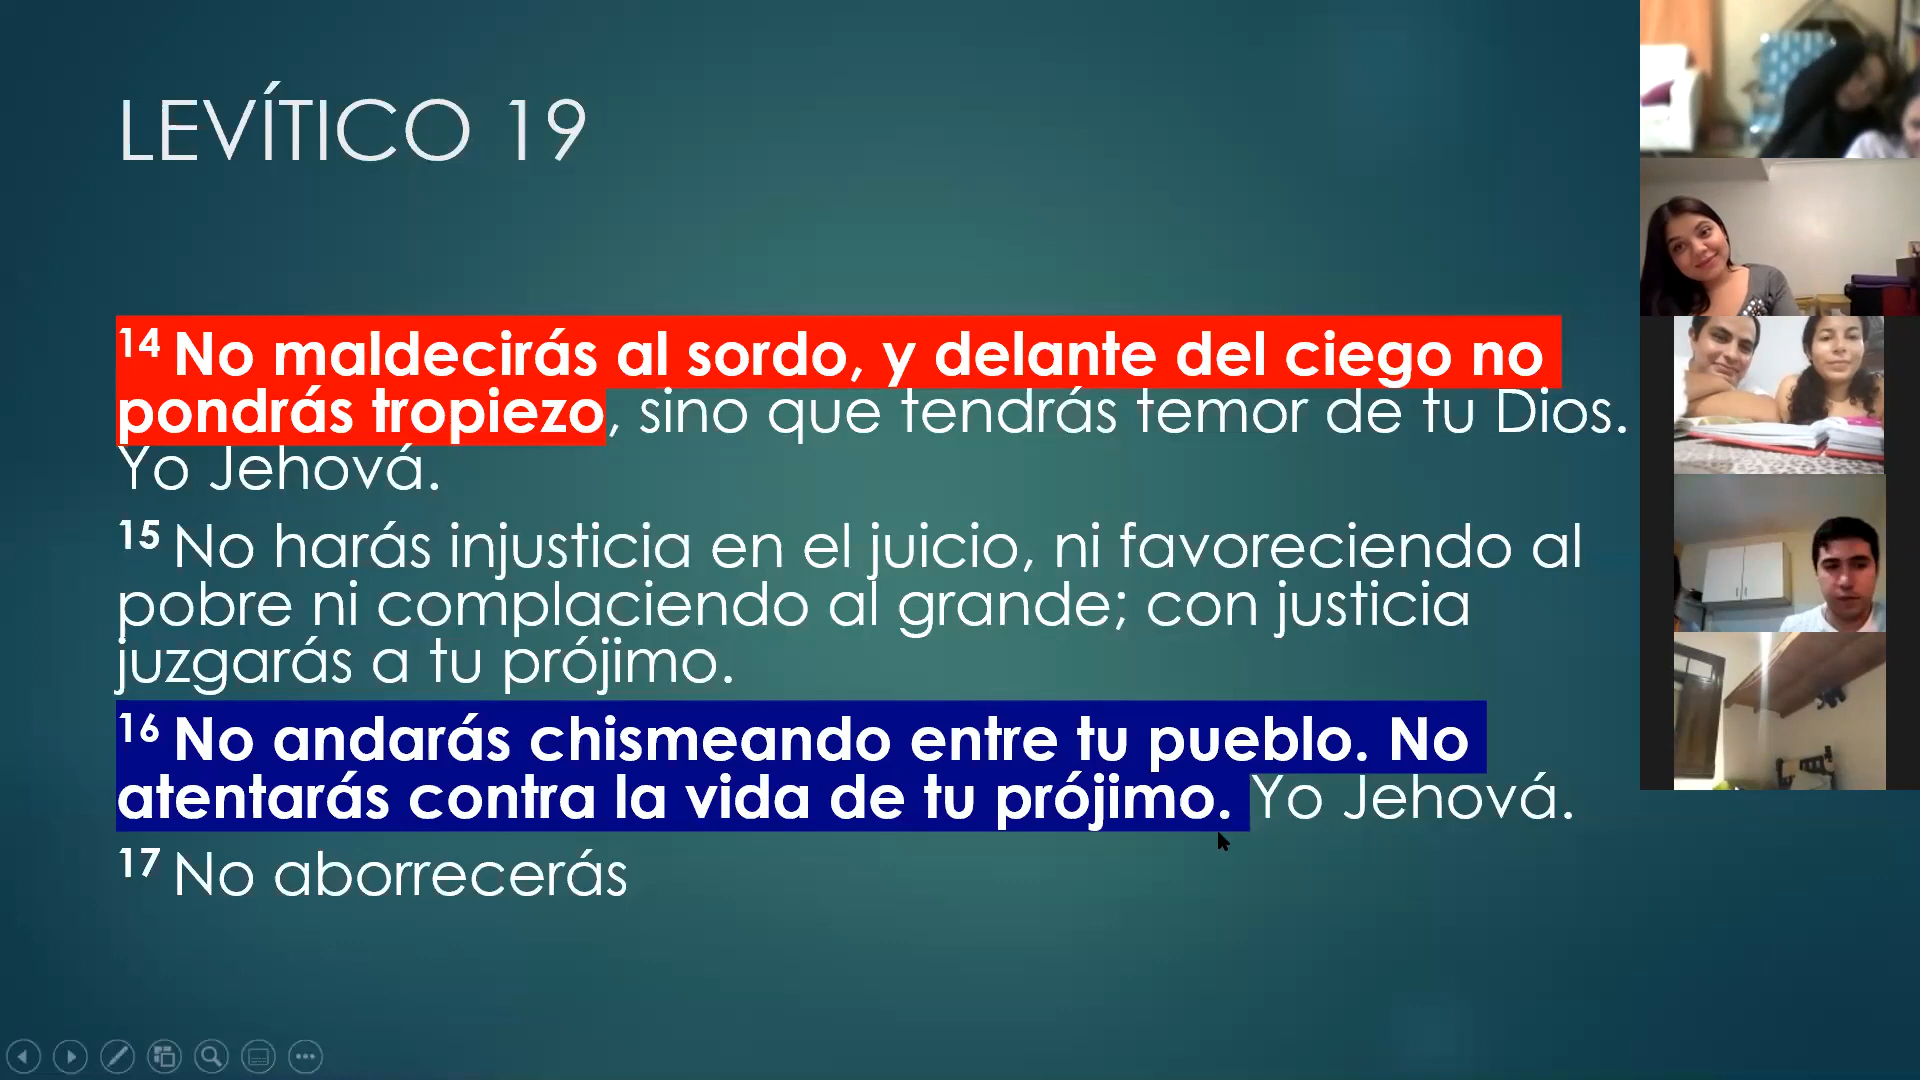 LEVÍTICO 19
14 No maldecirás al sordo, y delante del ciego no
pondrás tropiezo, sino que tendrás temor de tu Dios.
Yo Jehová.
15 No harás injusticia en el juicio, ni favoreciendo al
pobre ni complaciendo al grande; con justicia
juzgarás a tu prójimo.
16 No andarás chismeando entre tu pueblo. No
atentarás contra la vida de tu prójimo. Yo Jehová.
17 No aborrecerás